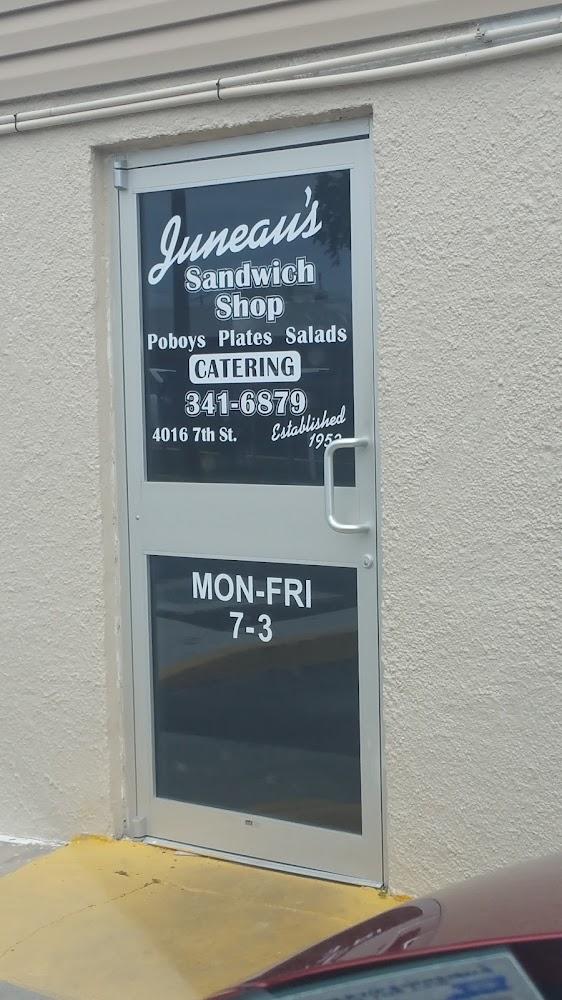 Juneau's
Sandwich
Shop
Poboys Plates Salads
CATERING
341-6879
4016 7th St.
Established
MON-FRI
7-3